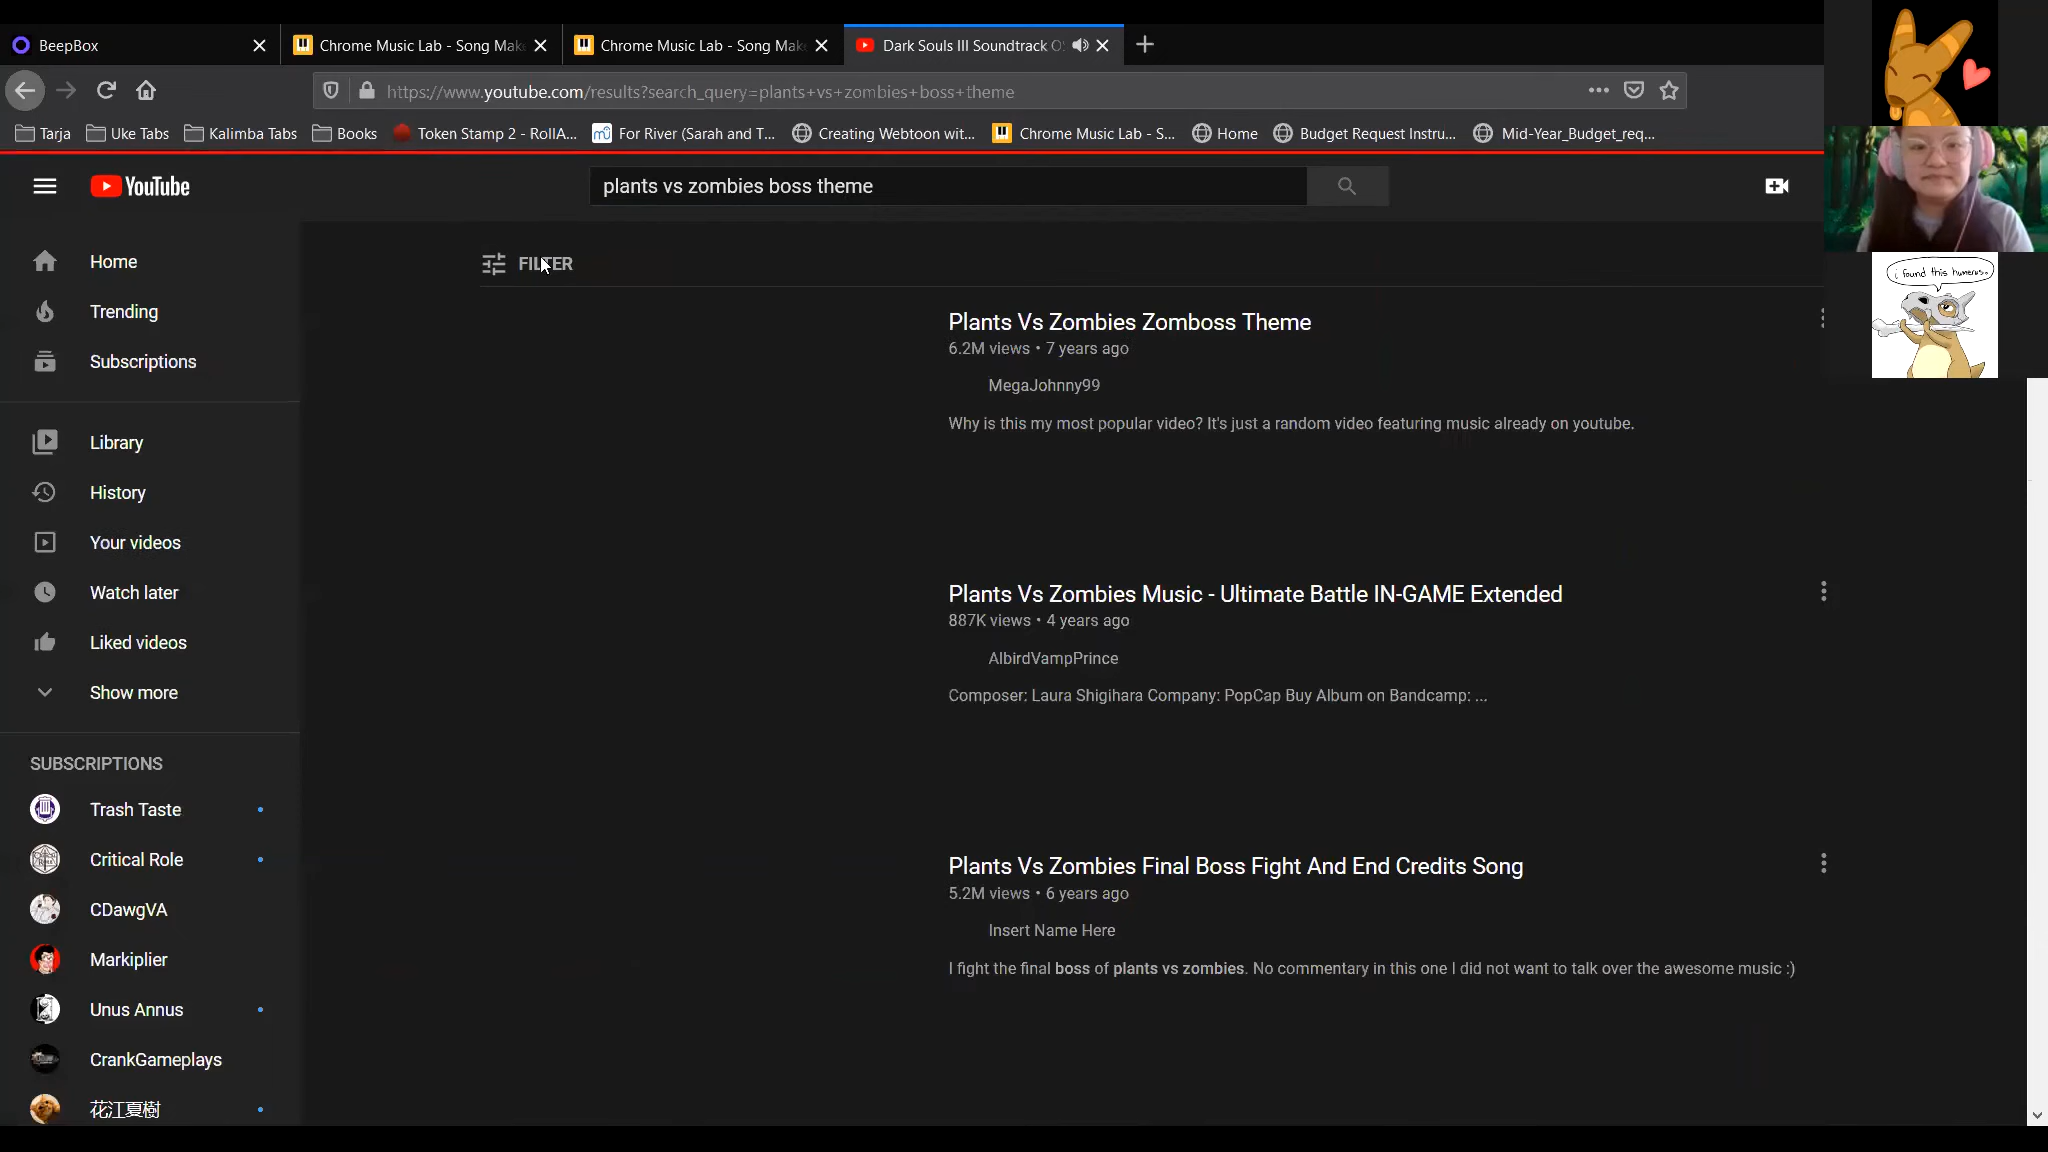 BeepBox
Chrome Music Lab - Song Mak
Chrome Music Lab - Song Mak
Dark Souls III Soundtrack O
https://www.youtube.com/results?search_query=plants+vs+zombies+boss+theme
Tarja
Uke Tabs
Kalimba Tabs
Books
Token Stamp 2 - RollA...
For River (Sarah and T...
Creating Webtoon wit...
Chrome Music Lab - S...
Home
Budget Request Instru...
Mid-Year_Budget_req...
YouTube
plants vs zombies boss theme
i found this humerus.
Home
Trending
Subscriptions
Library
History
Your videos
Watch later
Liked videos
Show more
SUBSCRIPTIONS
Trash Taste
Critical Role
CDawgVA
Markiplier
Unus Annus
CrankGameplays
花江夏樹
FILTER
Plants Vs Zombies Zomboss Theme
6.2M views • 7 years ago
MegaJohnny99
Why is this my most popular video? It's just a random video featuring music already on youtube.
Plants Vs Zombies Music - Ultimate Battle IN-GAME Extended
887K views • 4 years ago
AlbirdVampPrince
Composer: Laura Shigihara Company: PopCap Buy Album on Bandcamp: ...
Plants Vs Zombies Final Boss Fight And End Credits Song
5.2M views • 6 years ago
Insert Name Here
I fight the final boss of plants vs zombies. No commentary in this one I did not want to talk over the awesome music :)